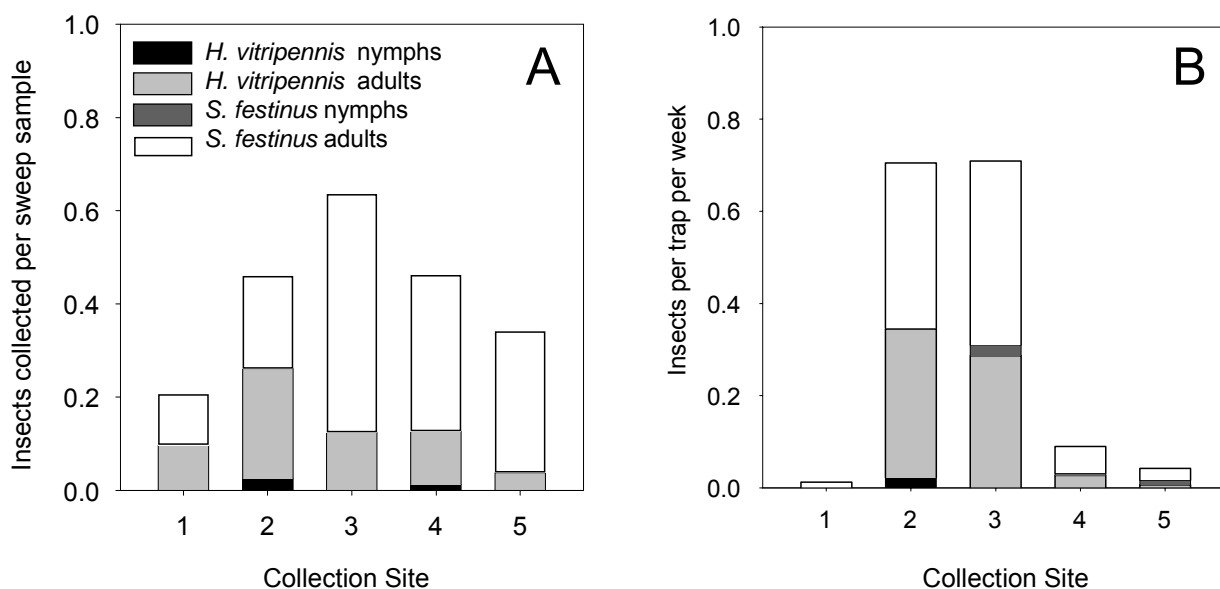 A
H. vitripennis nymphs
H. vitripennis adults
S. festinus nymphs
S. festinus adults
Insects collected per sweep sample
1.0
0.8
0.6
0.4
0.2
0.0
1 2 3 4 5
Collection Site
B
Insects per trap per week
1.0
0.8
0.6
0.4
0.2
0.0
1 2 3 4 5
Collection Site